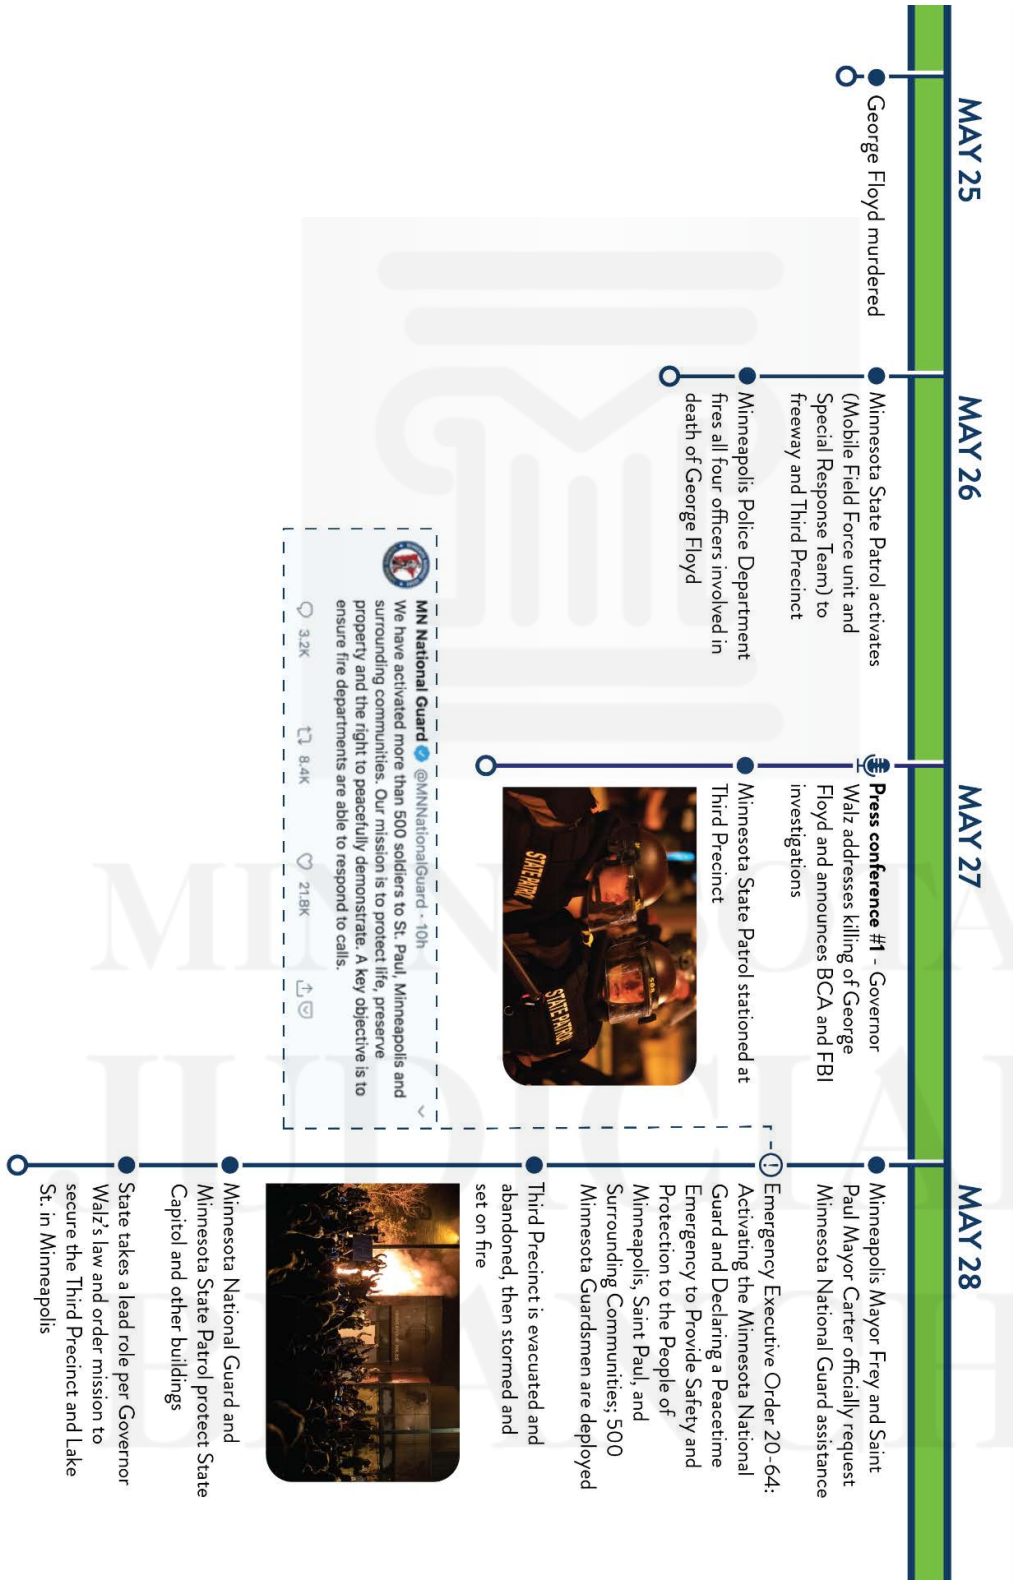 MAY 25
George Floyd murdered
MAY 26
Minnesota State Patrol activates
(Mobile Field Force unit and
Special Response Team) to
freeway and Third Precinct
Minneapolis Police Department
fires all four officers involved in
death of George Floyd
MAY 27
Press conference #1 - Governor
Walz addresses killing of George
Floyd and announces BCA and FBI
investigations
Minnesota State Patrol stationed at
Third Precinct
STATE PATROL
STATE PATROL
MN National Guard @MNNationalGuard · 10h
We have activated more than 500 soldiers to St. Paul, Minneapolis and
surrounding communities. Our mission is to protect life, preserve
property and the right to peacefully demonstrate. A key objective is to
ensure fire departments are able to respond to calls.
3.2K 8.4K 21.8K
MAY 28
Minneapolis Mayor Frey and Saint
Paul Mayor Carter officially request
Minnesota National Guard assistance
Emergency Executive Order 20-64:
Activating the Minnesota National
Guard and Declaring a Peacetime
Emergency to Provide Safety and
Protection to the People of
Minneapolis, Saint Paul, and
Surrounding Communities; 500
Minnesota Guardsmen are deployed
Third Precinct is evacuated and
abandoned, then stormed and
set on fire
Minnesota National Guard and
Minnesota State Patrol protect State
Capitol and other buildings
State takes a lead role per Governor
Walz's law and order mission to
secure the Third Precinct and Lake
St. in Minneapolis
MINNESOTA
JUDICIAL
BRANCH